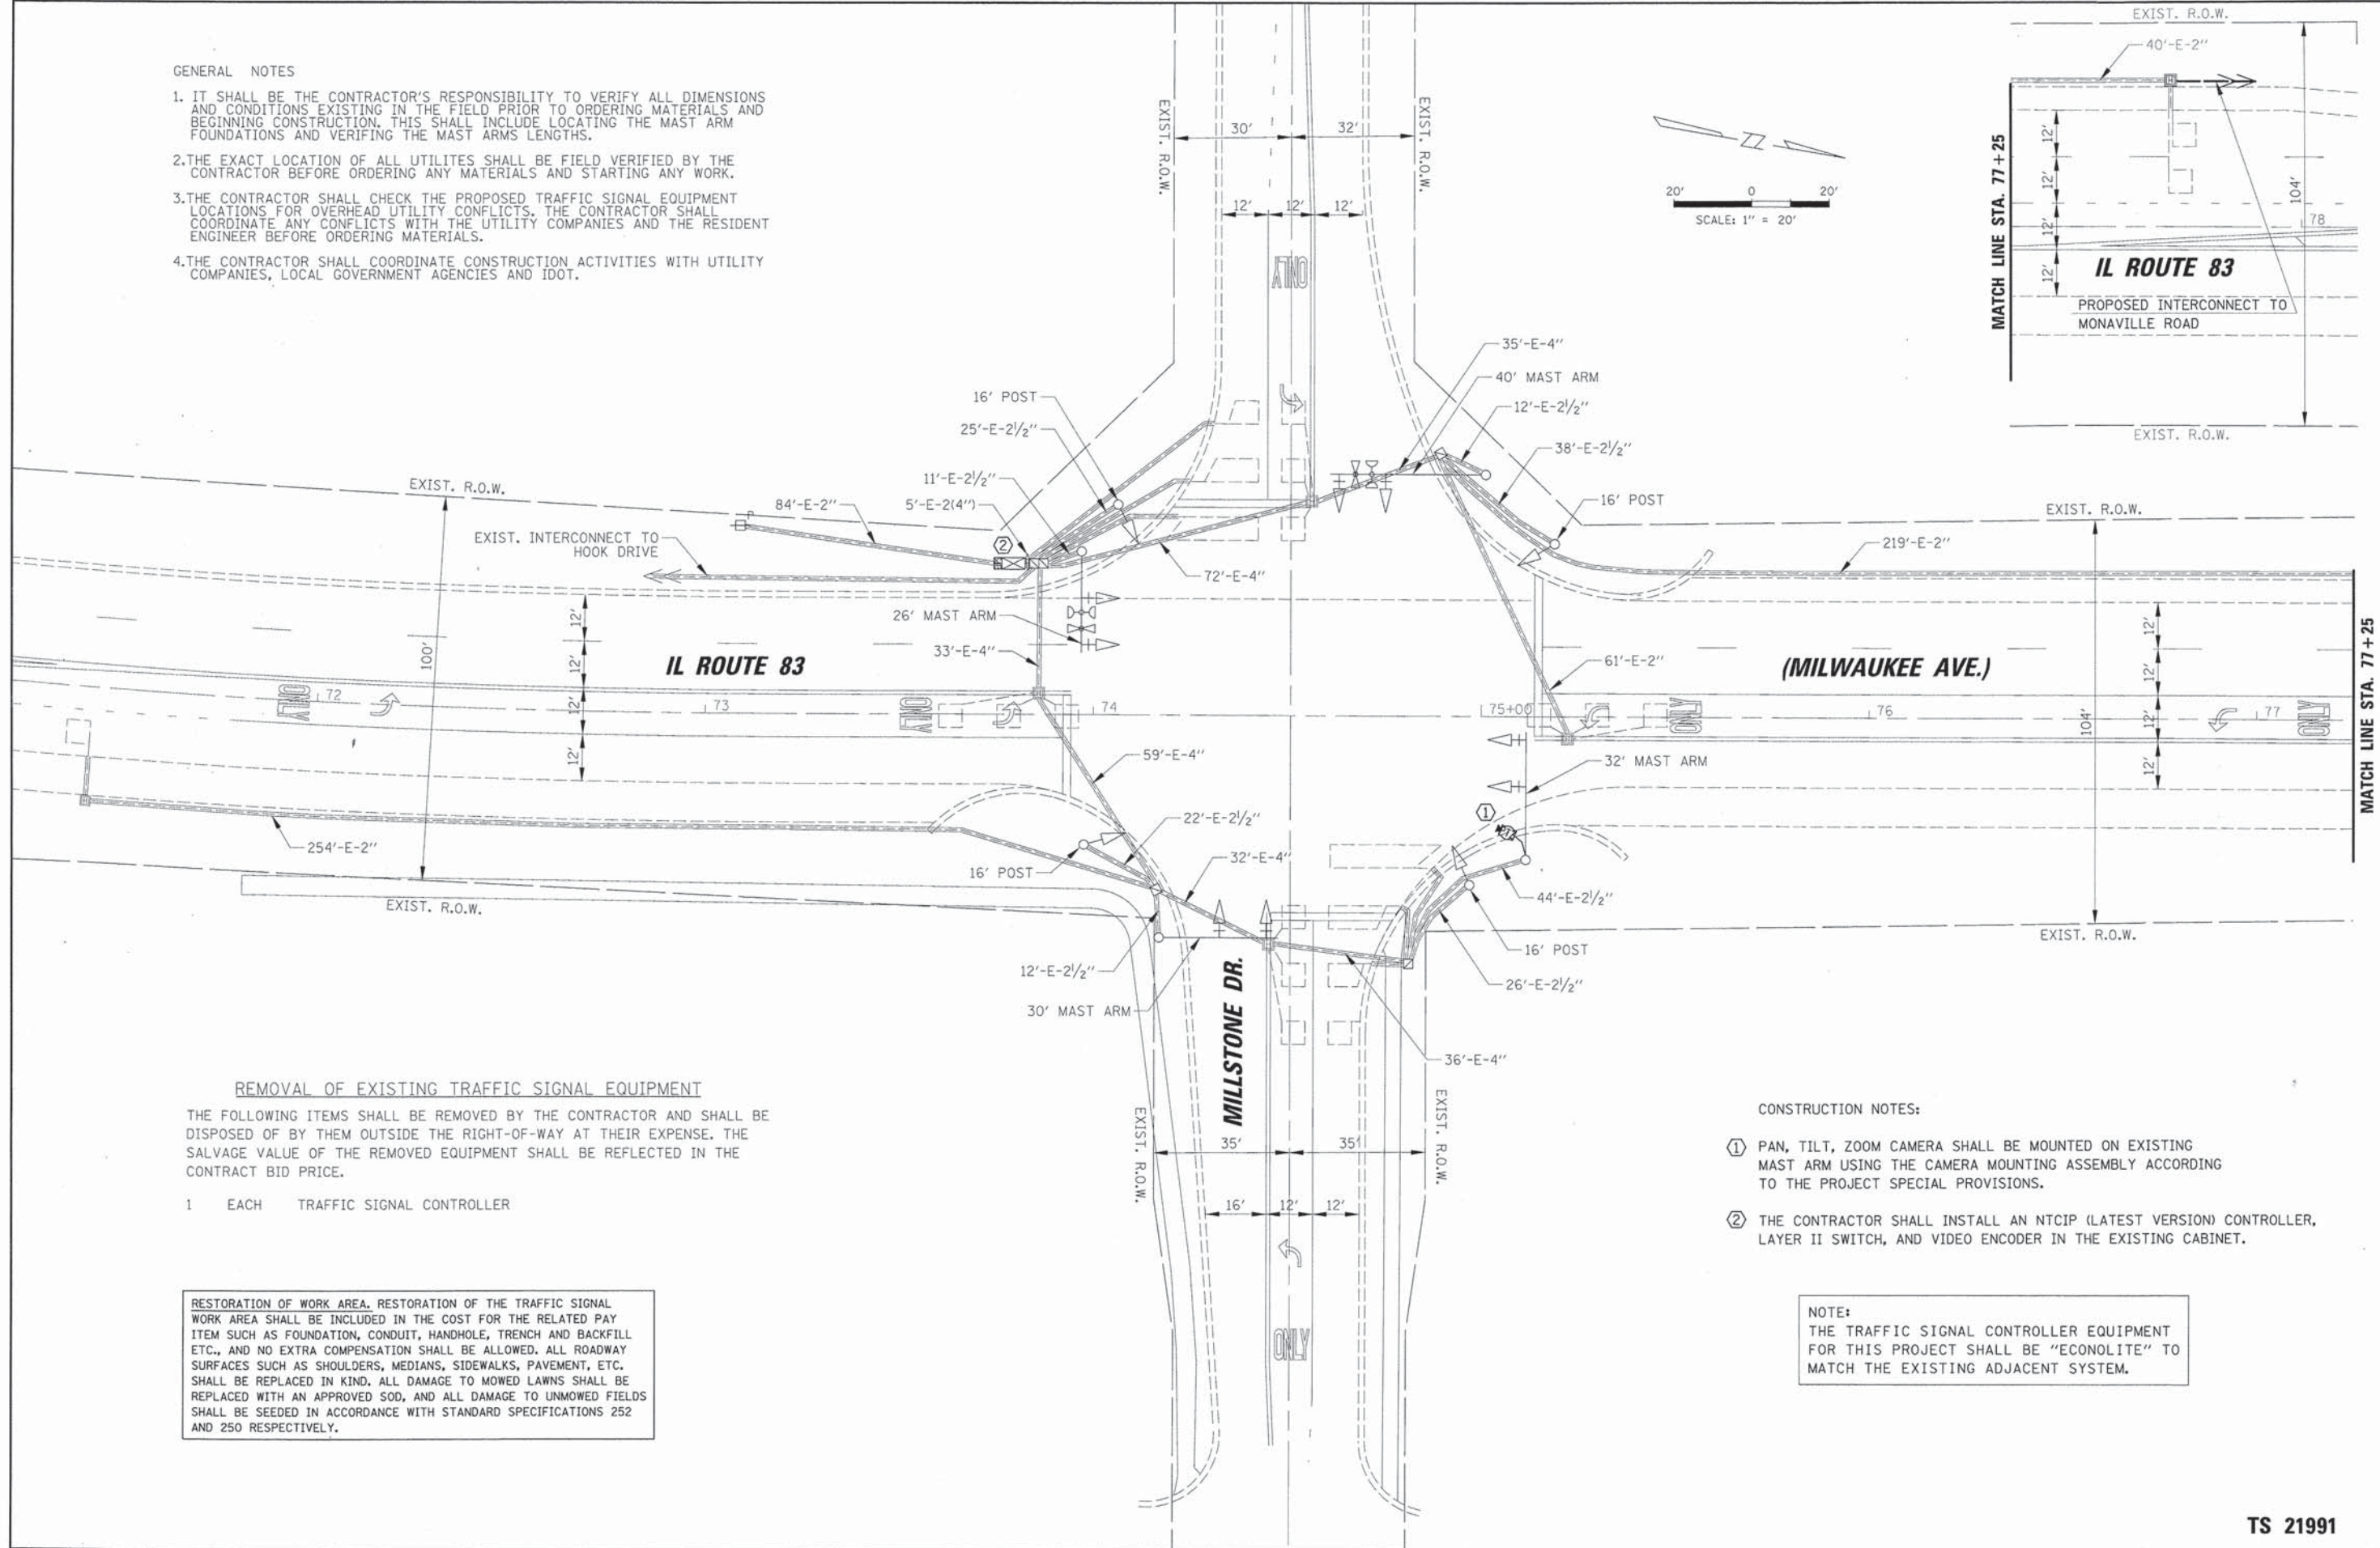 GENERAL NOTES
1. IT SHALL BE THE CONTRACTOR'S RESPONSIBILITY TO VERIFY ALL DIMENSIONS
AND CONDITIONS EXISTING IN THE FIELD PRIOR TO ORDERING MATERIALS AND
BEGINNING CONSTRUCTION. THIS SHALL INCLUDE LOCATING THE MAST ARM
FOUNDATIONS AND VERIFING THE MAST ARMS LENGTHS.
2.THE EXACT LOCATION OF ALL UTILITES SHALL BE FIELD VERIFIED BY THE
CONTRACTOR BEFORE ORDERING ANY MATERIALS AND STARTING ANY WORK.
3.THE CONTRACTOR SHALL CHECK THE PROPOSED TRAFFIC SIGNAL EQUIPMENT
LOCATIONS FOR OVERHEAD UTILITY CONFLICTS. THE CONTRACTOR SHALL
COORDINATE ANY CONFLICTS WITH THE UTILITY COMPANIES AND THE RESIDENT
ENGINEER BEFORE ORDERING MATERIALS.
4.THE CONTRACTOR SHALL COORDINATE CONSTRUCTION ACTIVITIES WITH UTILITY
COMPANIES, LOCAL GOVERNMENT AGENCIES AND IDOT.
EXIST. R.O.W.
30'
32'
EXIST. R.O.W.
12'
12'
12'
ONLY
Z
20'
0
20'
SCALE: 1" = 20'
EXIST. R.O.W.
40'-E-2"
MATCH LINE STA. 77+25
12'
12'
12'
12'
104'
78
IL ROUTE 83
PROPOSED INTERCONNECT TO
MONAVILLE ROAD
EXIST. R.O.W.
35'-E-4"
40' MAST ARM
12'-E-2½"
38'-E-2½"
16' POST
16' POST
25'-E-2½"
11'-E-2½"
5'-E-2(4")
84'-E-2"
EXIST. R.O.W.
EXIST. INTERCONNECT TO
HOOK DRIVE
2
72'-E-4"
26' MAST ARM
33'-E-4"
EXIST. R.O.W.
219'-E-2"
100'
12'
12'
12'
12'
IL ROUTE 83
ONLY
72
73
ONLY
74
75+00
61'-E-2"
ONLY
(MILWAUKEE AVE.)
76
77
ONLY
104'
12'
12'
12'
12'
MATCH LINE STA. 77+25
59'-E-4"
32' MAST ARM
1
22'-E-2½"
32'-E-4"
16' POST
254'-E-2"
EXIST. R.O.W.
44'-E-2½"
16' POST
26'-E-2½"
EXIST. R.O.W.
12'-E-2½"
30' MAST ARM
MILLSTONE DR.
36'-E-4"
EXIST. R.O.W.
35'
35'
EXIST. R.O.W.
16'
12'
12'
ONLY
REMOVAL OF EXISTING TRAFFIC SIGNAL EQUIPMENT
THE FOLLOWING ITEMS SHALL BE REMOVED BY THE CONTRACTOR AND SHALL BE
DISPOSED OF BY THEM OUTSIDE THE RIGHT-OF-WAY AT THEIR EXPENSE. THE
SALVAGE VALUE OF THE REMOVED EQUIPMENT SHALL BE REFLECTED IN THE
CONTRACT BID PRICE.
1 EACH TRAFFIC SIGNAL CONTROLLER
RESTORATION OF WORK AREA. RESTORATION OF THE TRAFFIC SIGNAL
WORK AREA SHALL BE INCLUDED IN THE COST FOR THE RELATED PAY
ITEM SUCH AS FOUNDATION, CONDUIT, HANDHOLE, TRENCH AND BACKFILL
ETC., AND NO EXTRA COMPENSATION SHALL BE ALLOWED. ALL ROADWAY
SURFACES SUCH AS SHOULDERS, MEDIANS, SIDEWALKS, PAVEMENT, ETC.
SHALL BE REPLACED IN KIND. ALL DAMAGE TO MOWED LAWNS SHALL BE
REPLACED WITH AN APPROVED SOD, AND ALL DAMAGE TO UNMOWED FIELDS
SHALL BE SEEDED IN ACCORDANCE WITH STANDARD SPECIFICATIONS 252
AND 250 RESPECTIVELY.
CONSTRUCTION NOTES:
1 PAN, TILT, ZOOM CAMERA SHALL BE MOUNTED ON EXISTING
MAST ARM USING THE CAMERA MOUNTING ASSEMBLY ACCORDING
TO THE PROJECT SPECIAL PROVISIONS.
2 THE CONTRACTOR SHALL INSTALL AN NTCIP (LATEST VERSION) CONTROLLER,
LAYER II SWITCH, AND VIDEO ENCODER IN THE EXISTING CABINET.
NOTE:
THE TRAFFIC SIGNAL CONTROLLER EQUIPMENT
FOR THIS PROJECT SHALL BE "ECONOLITE" TO
MATCH THE EXISTING ADJACENT SYSTEM.
TS 21991